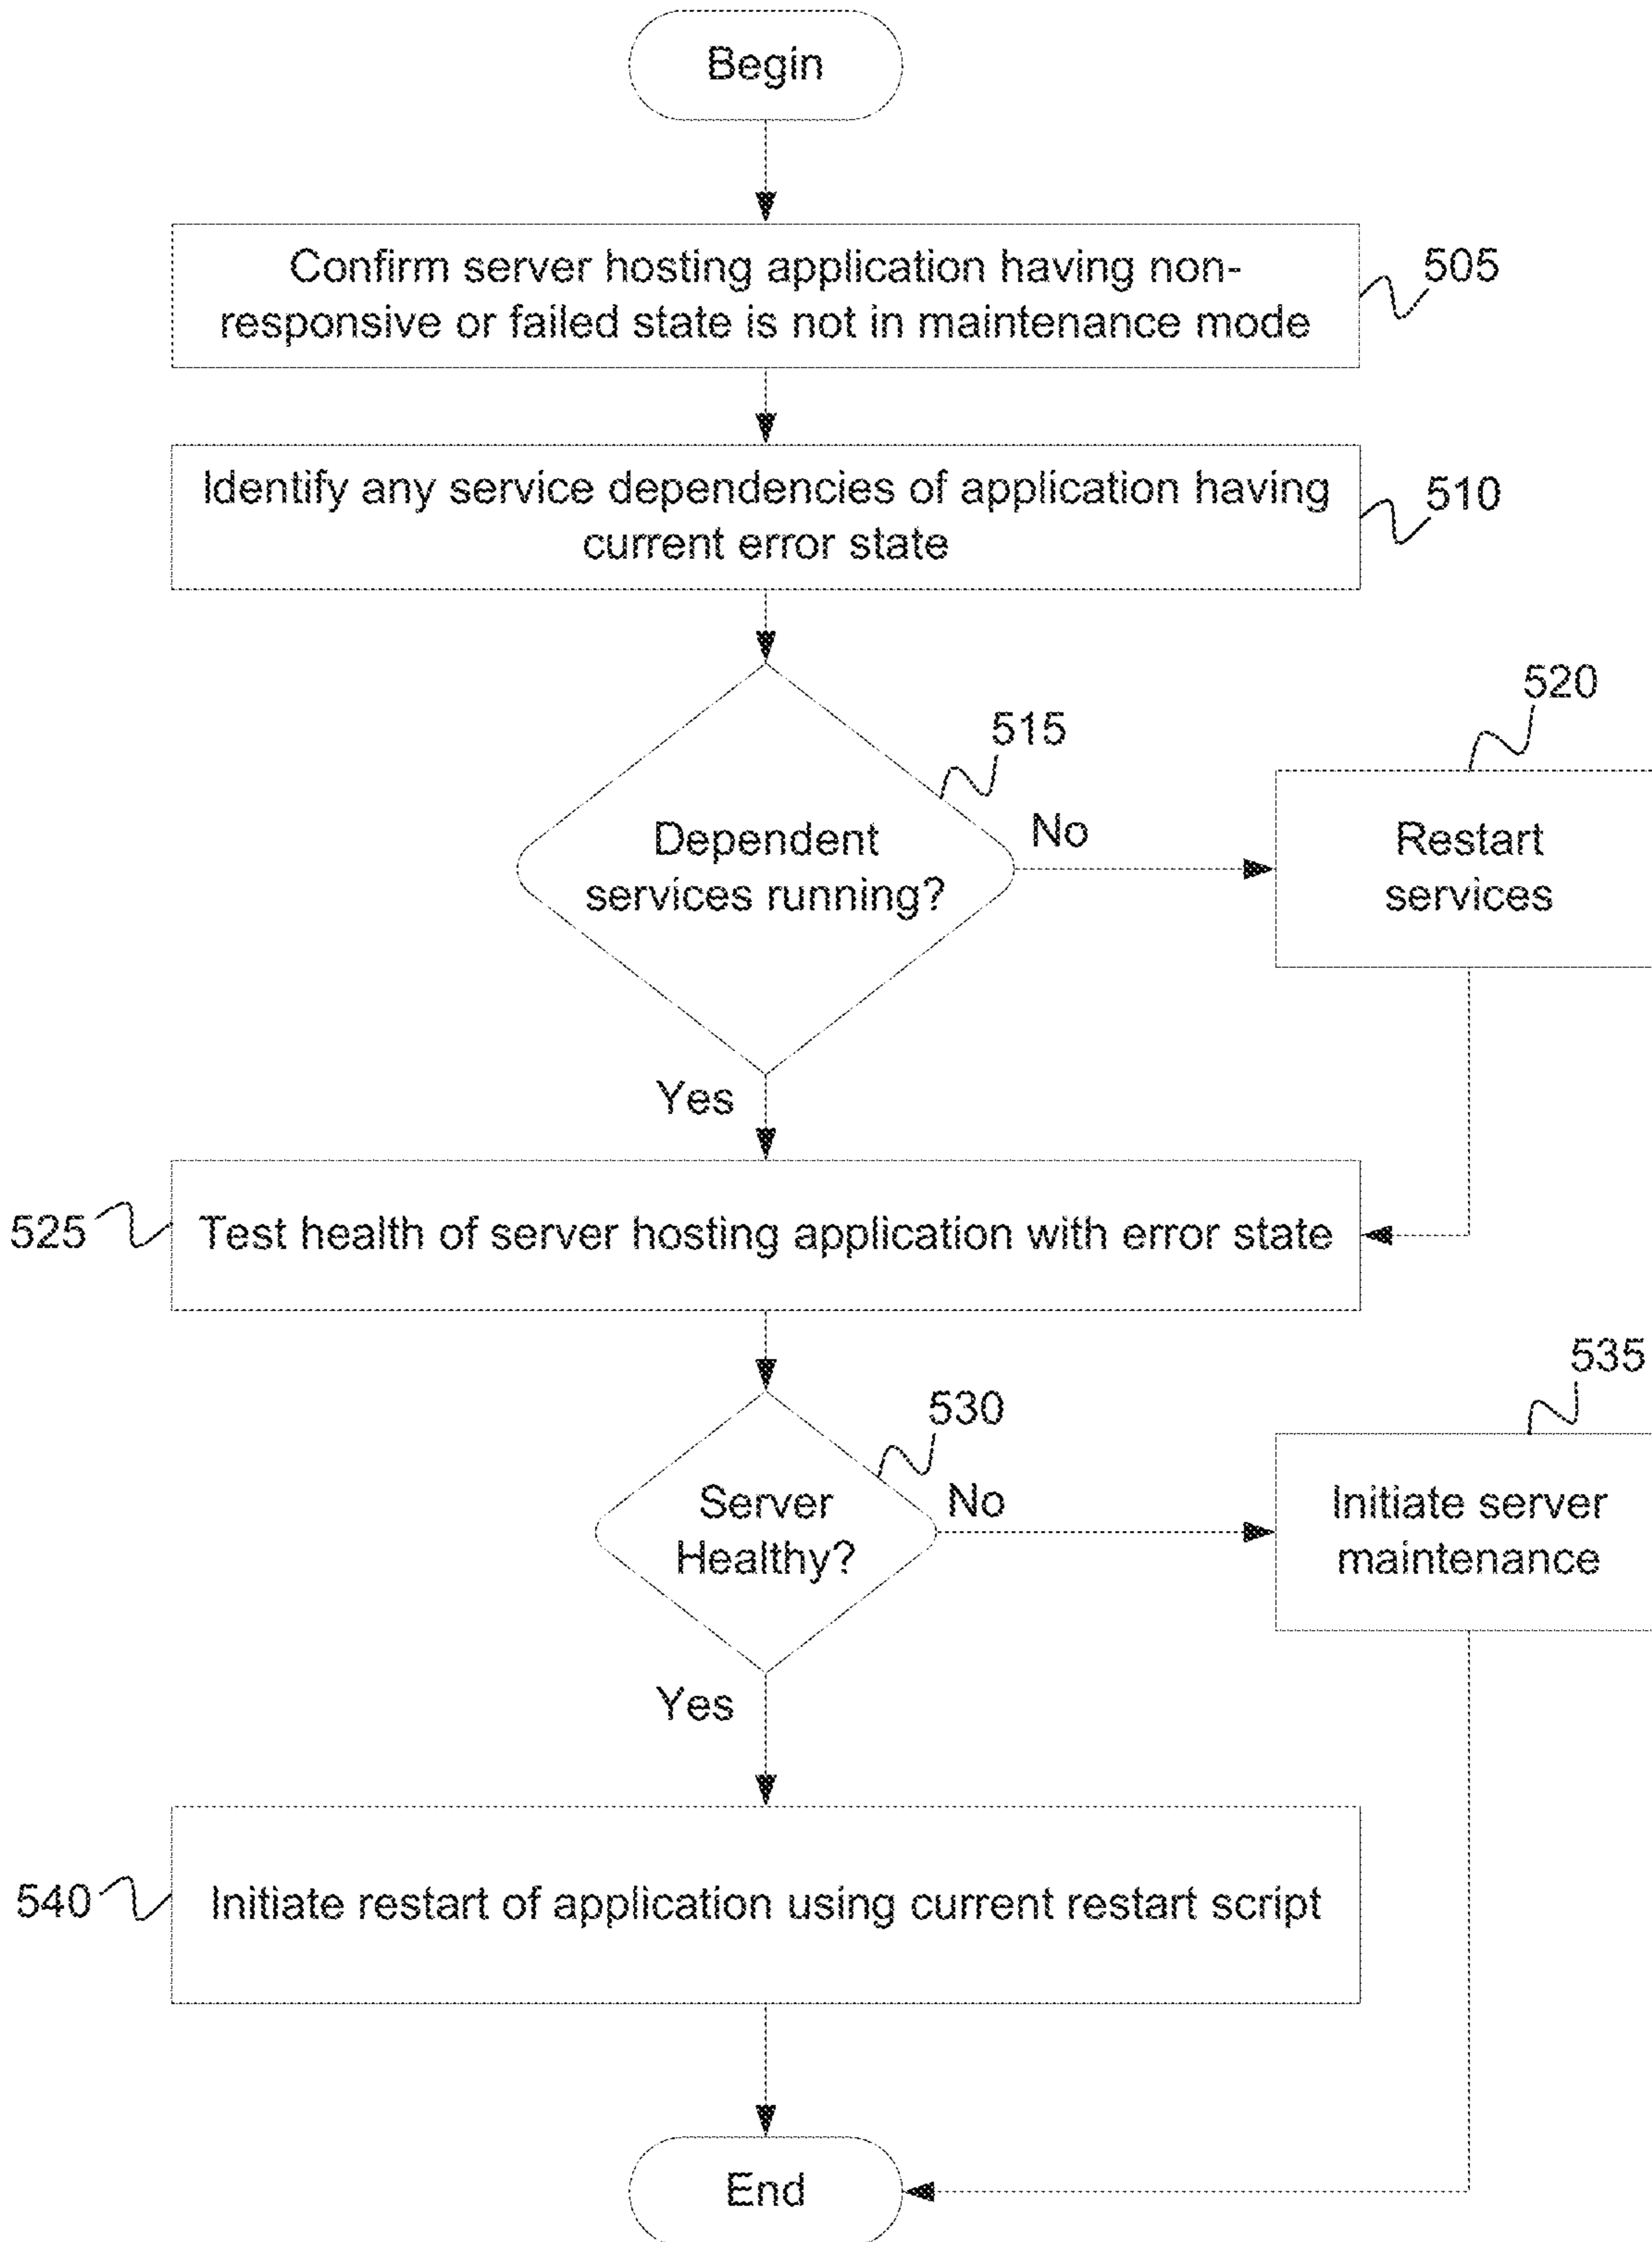 Begin
Confirm server hosting application having non-
responsive or failed state is not in maintenance mode
505
Identify any service dependencies of application having
current error state
510
515
520
Dependent
services running?
No
Restart
services
Yes
525
Test health of server hosting application with error state
535
530
Server
Healthy?
No
Initiate server
maintenance
Yes
540
Initiate restart of application using current restart script
End